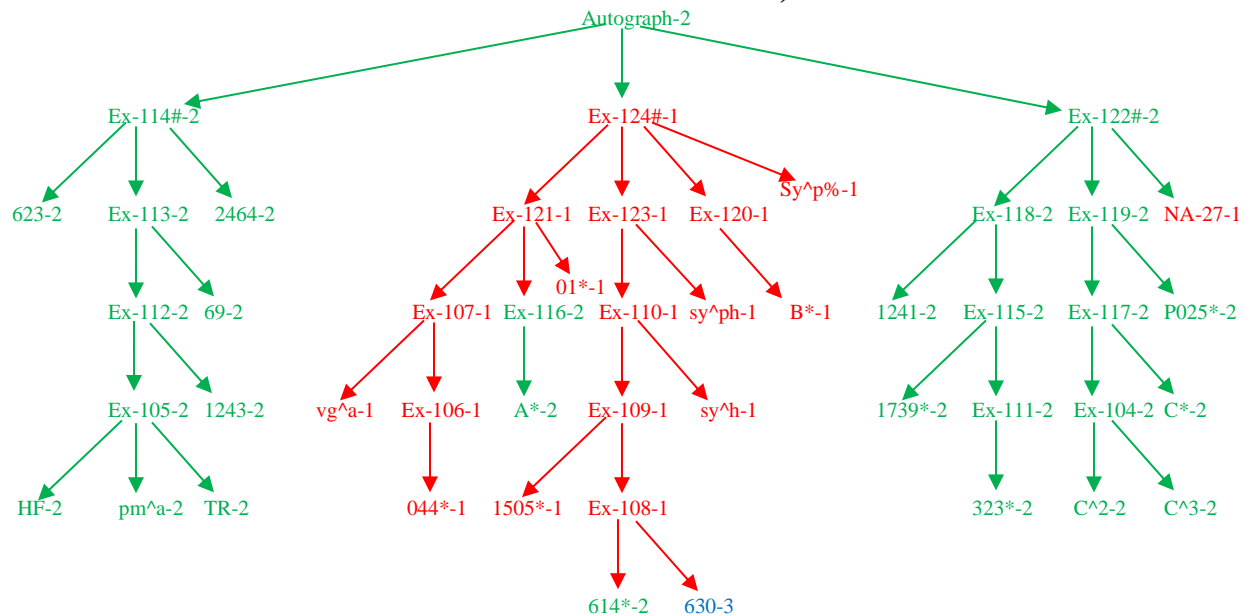 Autograph-2
Ex-114#-2 Ex-124#-1 Ex-122#-2
Sy^p%-1
623-2 Ex-113-2 2464-2 Ex-121-1 Ex-123-1 Ex-120-1 Ex-118-2 Ex-119-2 NA-27-1
01*-1
Ex-112-2 69-2 Ex-107-1 Ex-116-2 Ex-110-1 sy^ph-1 B*-1 1241-2 Ex-115-2 Ex-117-2 P025*-2
Ex-105-2 1243-2 vg^a-1 Ex-106-1 A*-2 Ex-109-1 sy^h-1 1739*-2 Ex-111-2 Ex-104-2 C*-2
HF-2 pm^a-2 TR-2 044*-1 1505*-1 Ex-108-1 323*-2 C^2-2 C^3-2
614*-2 630-3